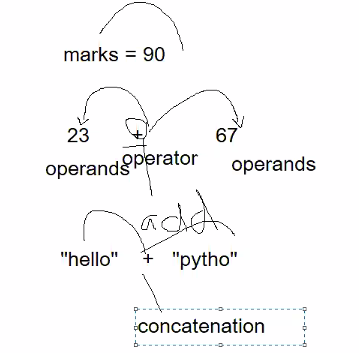 marks = 90
23 + 67
operands operator operands
add
"hello" + "pytho"
concatenation